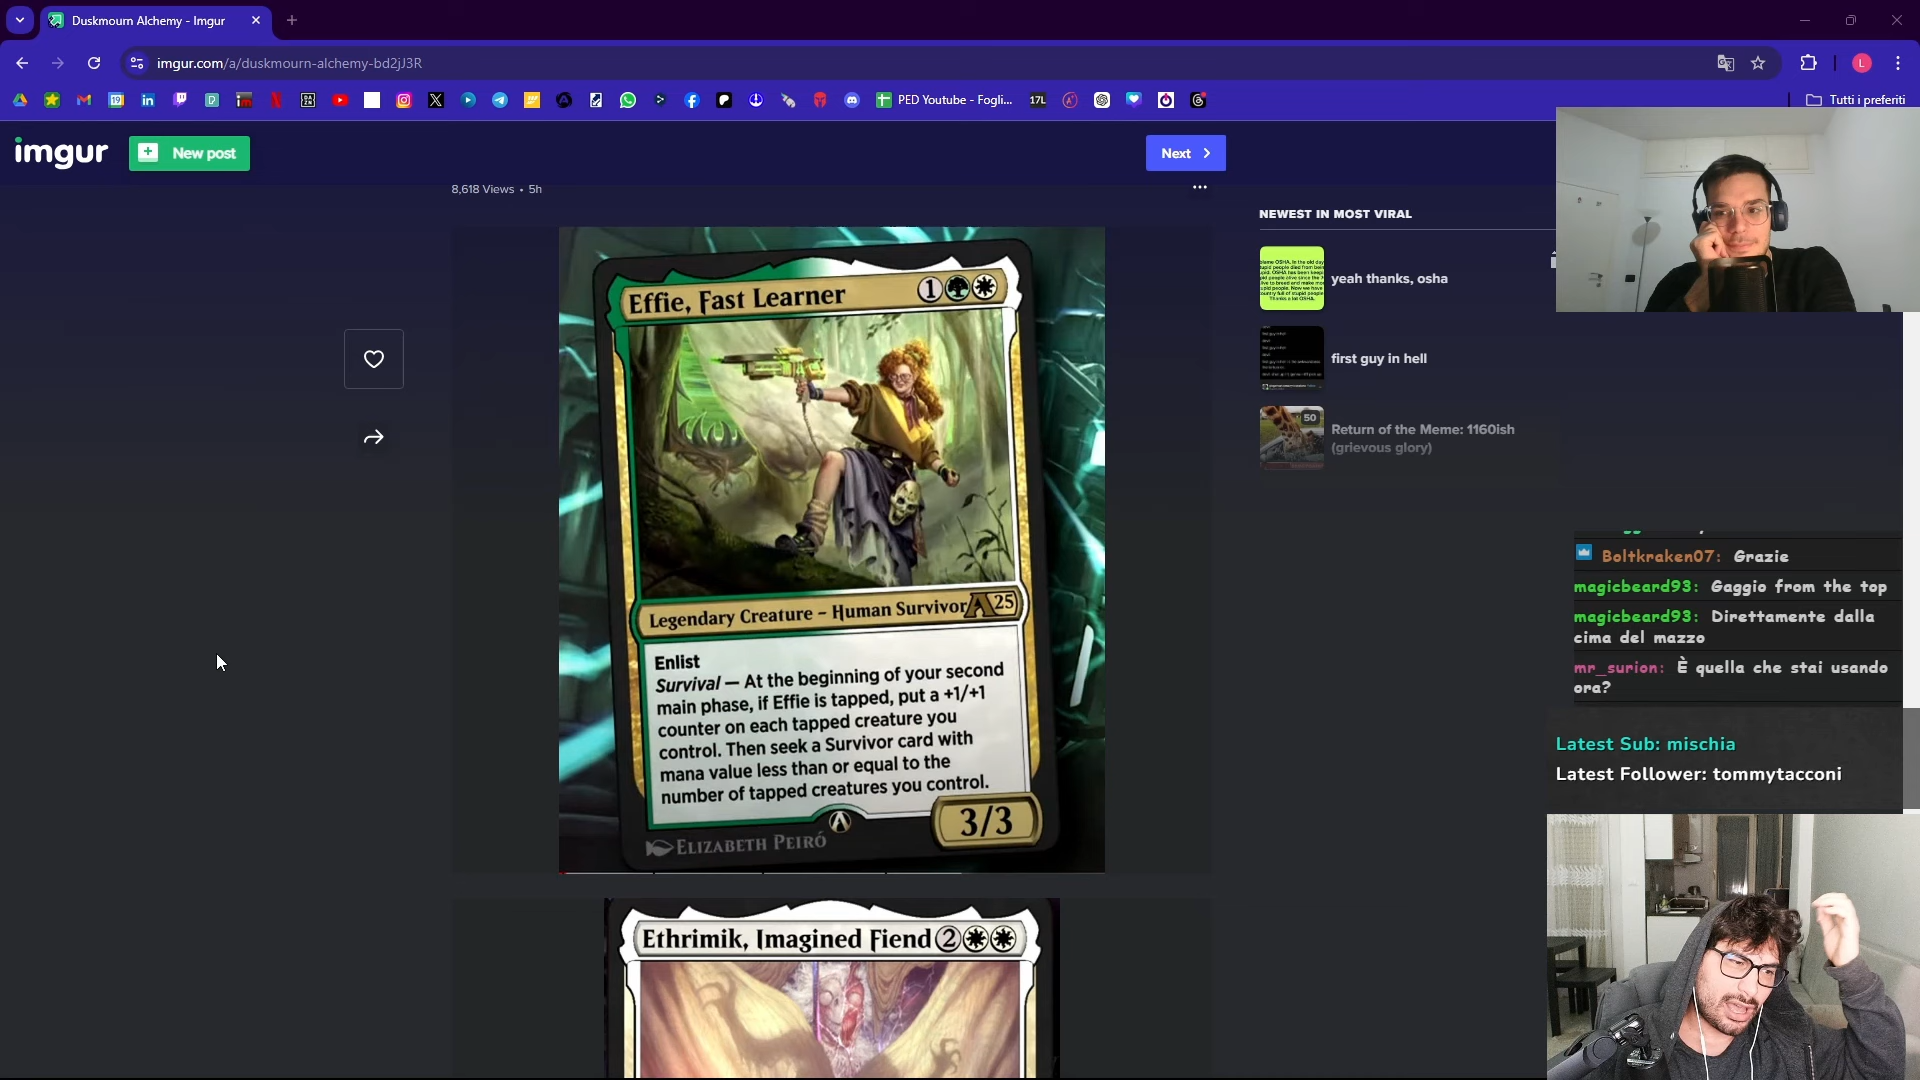 Duskmourn Alchemy - Imgur
imgur.com/a/duskmourn-alchemy-bd2jJ3R
PED Youtube - Fogli...
Tutti i preferiti
imgur
New post
Next
8,618 Views • 5h
NEWEST IN MOST VIRAL
yeah thanks, osha
first guy in hell
50
Return of the Meme: 1160ish
(grievous glory)
Effie, Fast Learner
1
Legendary Creature – Human Survivor
A25
Enlist
Survival — At the beginning of your second
main phase, if Effie is tapped, put a +1/+1
counter on each tapped creature you
control. Then seek a Survivor card with
mana value less than or equal to the
number of tapped creatures you control.
3/3
ELIZABETH PEIRÓ
Ethrimik, Imagined Fiend
2
Boltkraken07: Grazie
magicbeard93: Gaggio from the top
magicbeard93: Direttamente dalla
cima del mazzo
mr_surion: È quella che stai usando
ora?
Latest Sub: mischia
Latest Follower: tommytacconi